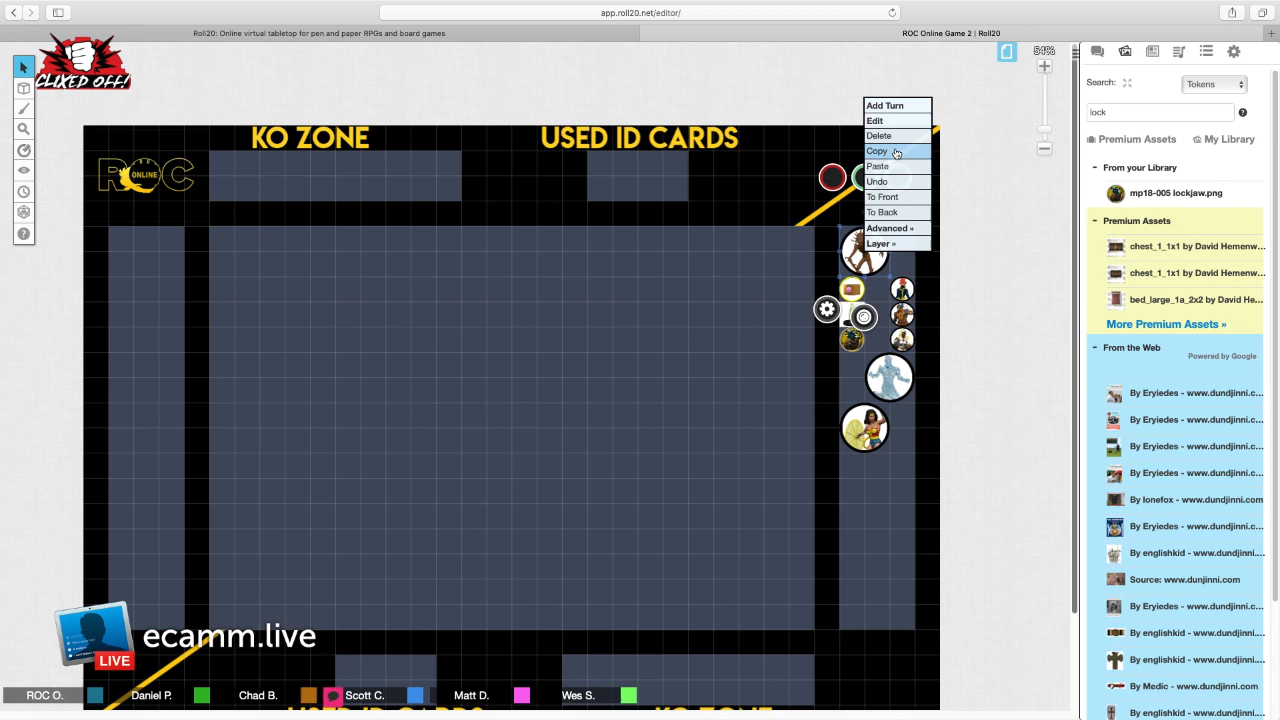 app.roll20.net/editor/
Roll20: Online virtual tabletop for pen and paper RPGs and board games
ROC Online Game 2 | Roll20
CLIXED OFF!
54%
KO ZONE
USED ID CARDS
ROC ONLINE
Add Turn
Edit
Delete
Copy
Paste
Undo
To Front
To Back
Advanced »
Layer »
Search:
Tokens
lock
Premium Assets
My Library
From your Library
mp18-005 lockjaw.png
Premium Assets
chest_1_1x1 by David Hemenw...
chest_1_1x1 by David Hemenw...
bed_large_1a_2x2 by David He...
More Premium Assets »
From the Web
Powered by Google
By Eryiedes - www.dundjinni.c...
By Eryiedes - www.dundjinni.c...
By Eryiedes - www.dundjinni.c...
By Eryiedes - www.dundjinni.c...
By lonefox - www.dundjinni.com
By Eryiedes - www.dundjinni.c...
By englishkid - www.dundjinni....
Source: www.dunjinni.com
By Eryiedes - www.dundjinni.c...
By englishkid - www.dundjinni....
By englishkid - www.dundjinni....
By Medic - www.dundjinni.com
By englishkid - www.dundjinni....
ecamm.live
LIVE
ROC O.
Daniel P.
Chad B.
Scott C.
Matt D.
Wes S.
USED ID CARDS
KO ZONE